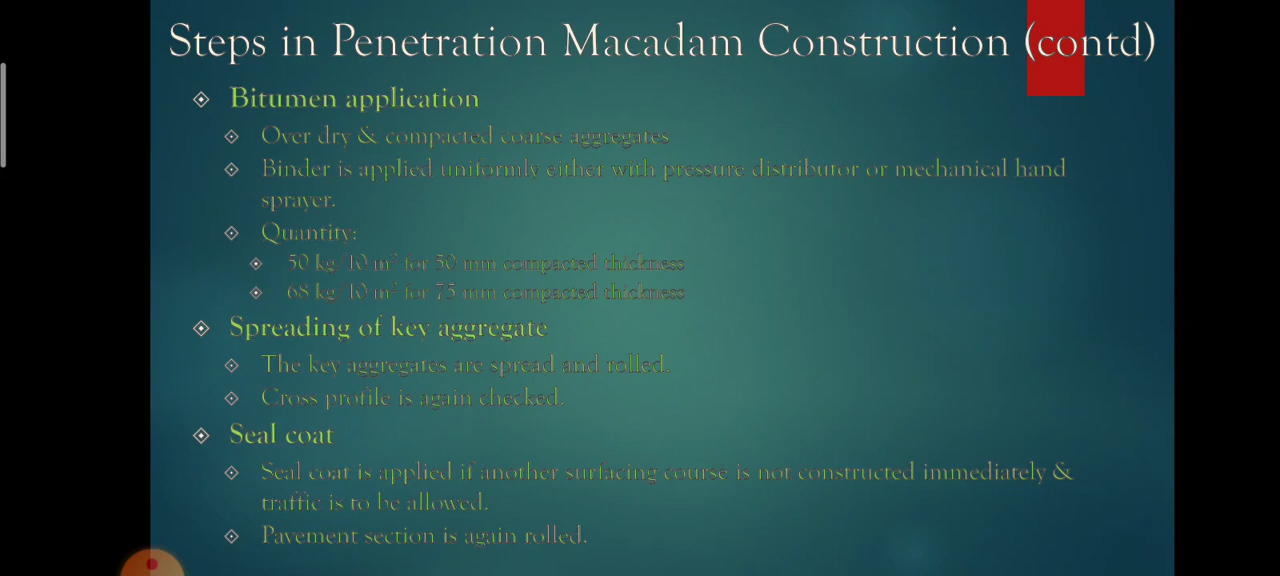 Steps in Penetration Macadam Construction (contd)
Bitumen application
Over dry & compacted coarse aggregates
Binder is applied uniformly either with pressure distributor or mechanical hand
sprayer.
Quantity:
50 kg/10 m² for 50 mm compacted thickness
68 kg/10 m² for 75 mm compacted thickness
Spreading of key aggregate
The key aggregates are spread and rolled.
Cross profile is again checked.
Seal coat
Seal coat is applied if another surfacing course is not constructed immediately &
traffic is to be allowed.
Pavement section is again rolled.